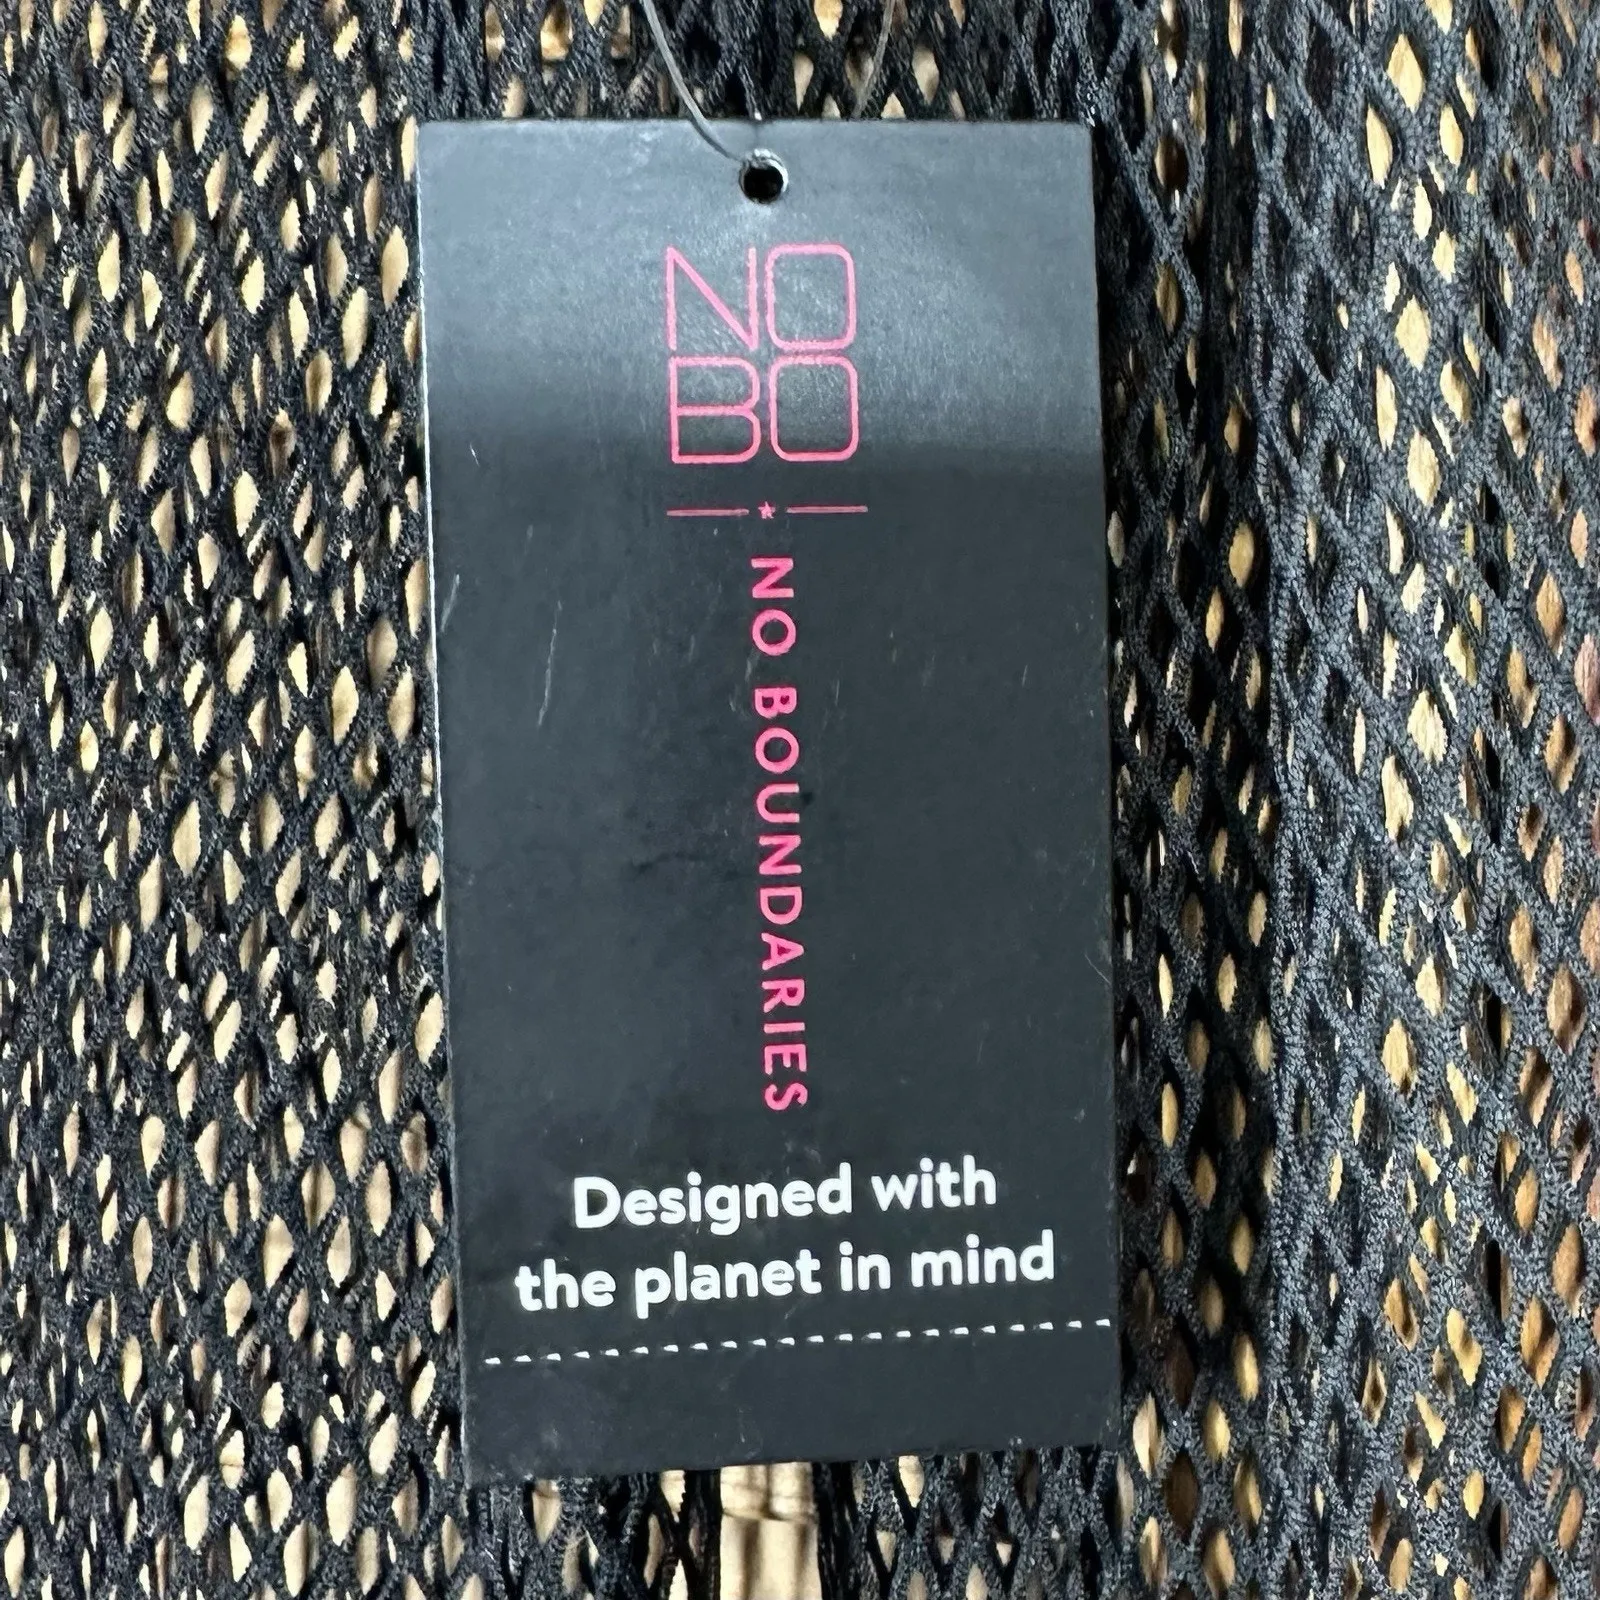 NO
BO
NO BOUNDARIES
Designed with
the planet in mind